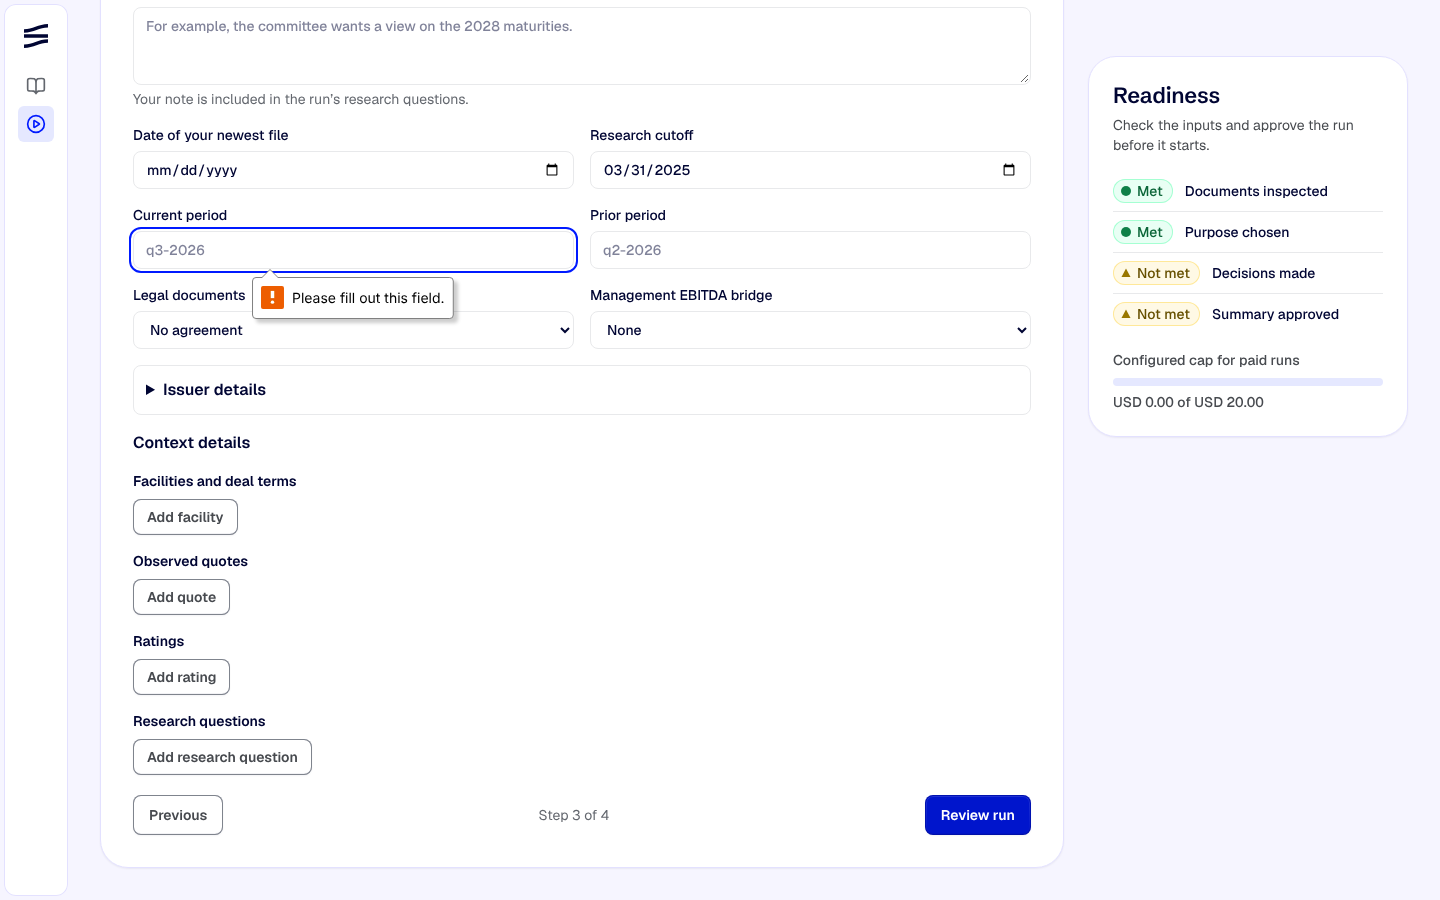 For example, the committee wants a view on the 2028 maturities.
Your note is included in the run's research questions.
Date of your newest file
Research cutoff
mm/dd/yyyy
03/31/2025
Current period
Prior period
q3-2026
q2-2026
Please fill out this field.
Legal documents
Management EBITDA bridge
No agreement
None
Issuer details
Context details
Facilities and deal terms
Add facility
Observed quotes
Add quote
Ratings
Add rating
Research questions
Add research question
Previous
Step 3 of 4
Review run
Readiness
Check the inputs and approve the run
before it starts.
Met Documents inspected
Met Purpose chosen
Not met Decisions made
Not met Summary approved
Configured cap for paid runs
USD 0.00 of USD 20.00